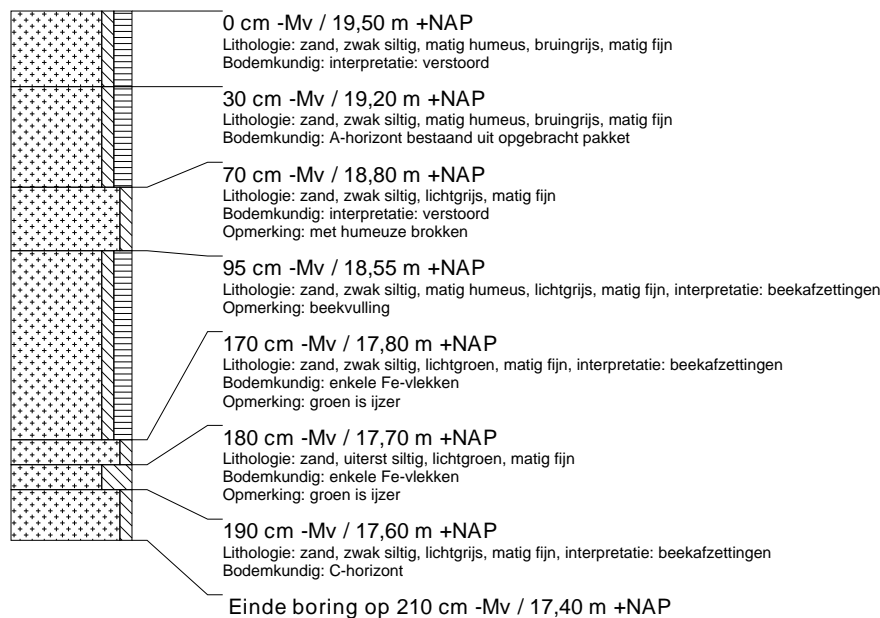 0 cm -Mv / 19,50 m +NAP
Lithologie: zand, zwak siltig, matig humeus, bruingrijs, matig fijn
Bodemkundig: interpretatie: verstoord
30 cm -Mv / 19,20 m +NAP
Lithologie: zand, zwak siltig, matig humeus, bruingrijs, matig fijn
Bodemkundig: A-horizont bestaand uit opgebracht pakket
70 cm -Mv / 18,80 m +NAP
Lithologie: zand, zwak siltig, lichtgrijs, matig fijn
Bodemkundig: interpretatie: verstoord
Opmerking: met humeuze brokken
95 cm -Mv / 18,55 m +NAP
Lithologie: zand, zwak siltig, matig humeus, lichtgrijs, matig fijn, interpretatie: beekafzettingen
Opmerking: beekvulling
170 cm -Mv / 17,80 m +NAP
Lithologie: zand, zwak siltig, lichtgroen, matig fijn, interpretatie: beekafzettingen
Bodemkundig: enkele Fe-vlekken
Opmerking: groen is ijzer
180 cm -Mv / 17,70 m +NAP
Lithologie: zand, uiterst siltig, lichtgroen, matig fijn
Bodemkundig: enkele Fe-vlekken
Opmerking: groen is ijzer
190 cm -Mv / 17,60 m +NAP
Lithologie: zand, zwak siltig, lichtgrijs, matig fijn, interpretatie: beekafzettingen
Bodemkundig: C-horizont
Einde boring op 210 cm -Mv / 17,40 m +NAP